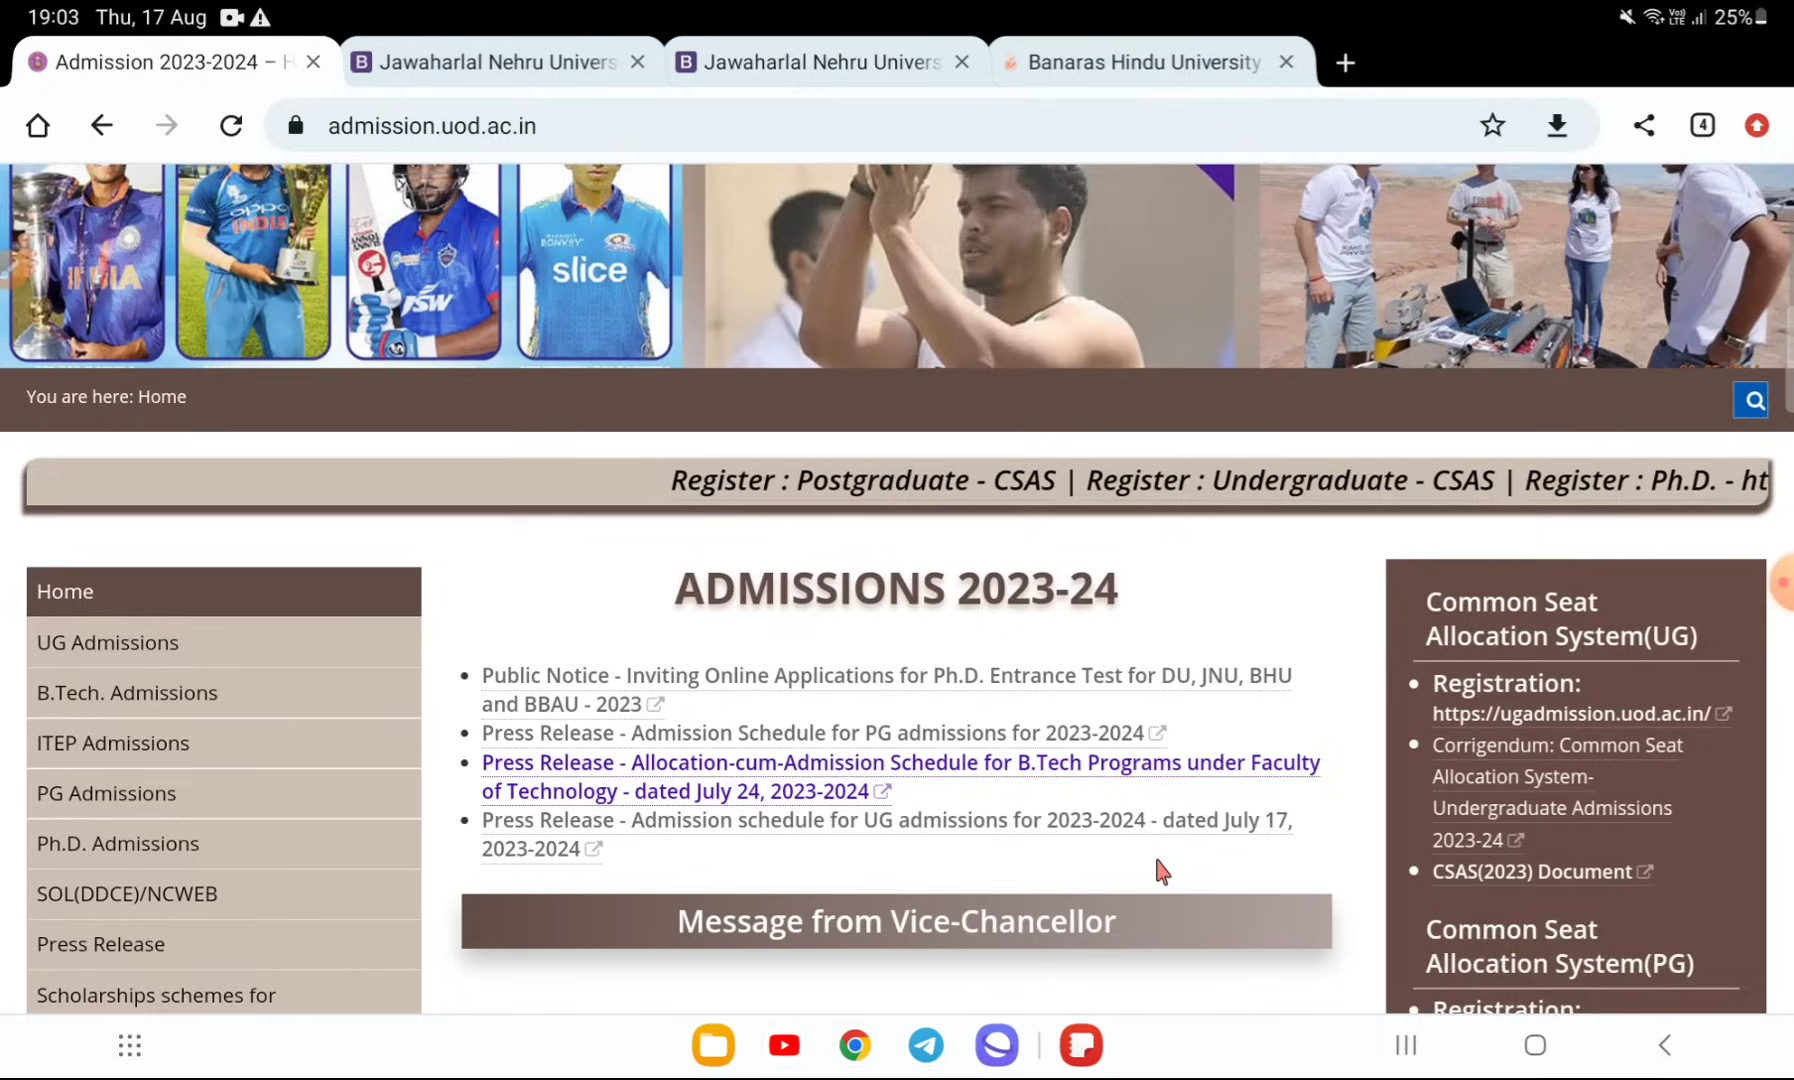 19:03 Thu, 17 Aug 25%
Admission 2023-2024 – H
Jawaharlal Nehru Univers
Jawaharlal Nehru Univers
Banaras Hindu University
admission.uod.ac.in
4
INDIA
oppo
INDIA
JSW
BONVOY
slice
You are here: Home
Register : Postgraduate - CSAS | Register : Undergraduate - CSAS | Register : Ph.D. - ht
Home
UG Admissions
B.Tech. Admissions
ITEP Admissions
PG Admissions
Ph.D. Admissions
SOL(DDCE)/NCWEB
Press Release
Scholarships schemes for
ADMISSIONS 2023-24
Public Notice - Inviting Online Applications for Ph.D. Entrance Test for DU, JNU, BHU
and BBAU - 2023
Press Release - Admission Schedule for PG admissions for 2023-2024
Press Release - Allocation-cum-Admission Schedule for B.Tech Programs under Faculty
of Technology - dated July 24, 2023-2024
Press Release - Admission schedule for UG admissions for 2023-2024 - dated July 17,
2023-2024
Message from Vice-Chancellor
Common Seat
Allocation System(UG)
Registration:
https://ugadmission.uod.ac.in/
Corrigendum: Common Seat
Allocation System-
Undergraduate Admissions
2023-24
CSAS(2023) Document
Common Seat
Allocation System(PG)
Registration: